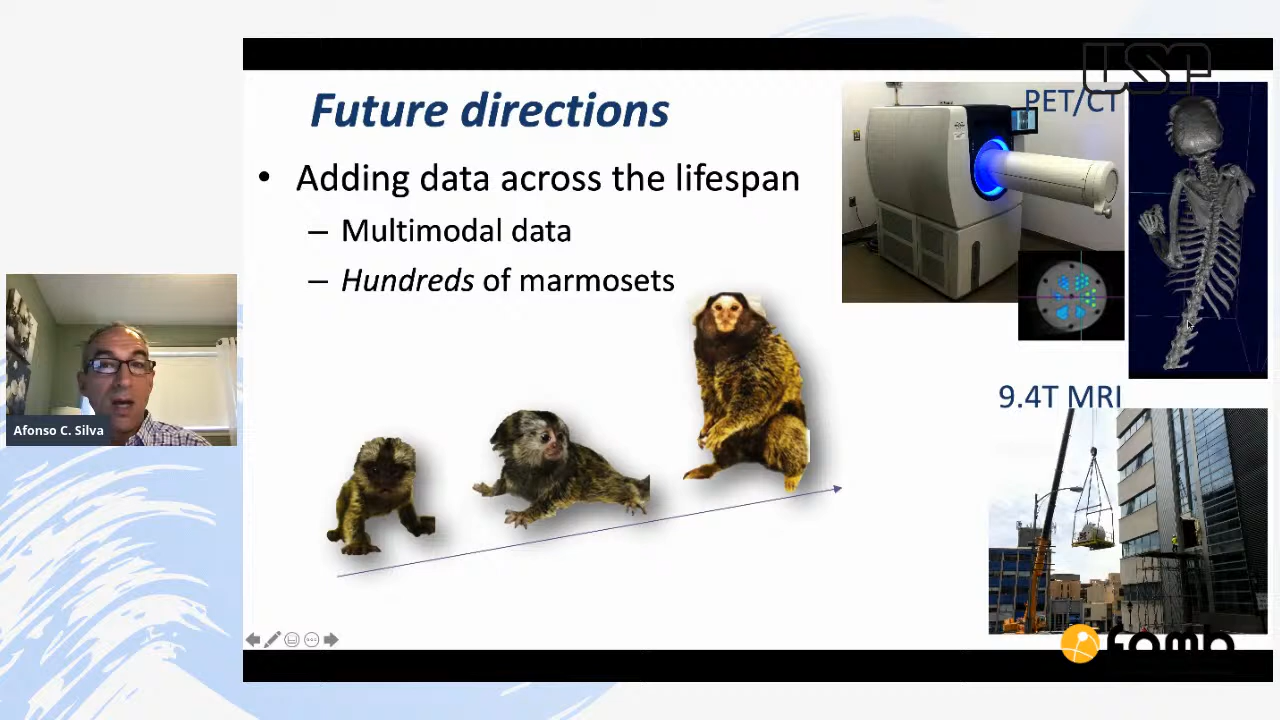 USP
Future directions
PET/CT
• Adding data across the lifespan
– Multimodal data
– Hundreds of marmosets
9.4T MRI
Afonso C. Silva